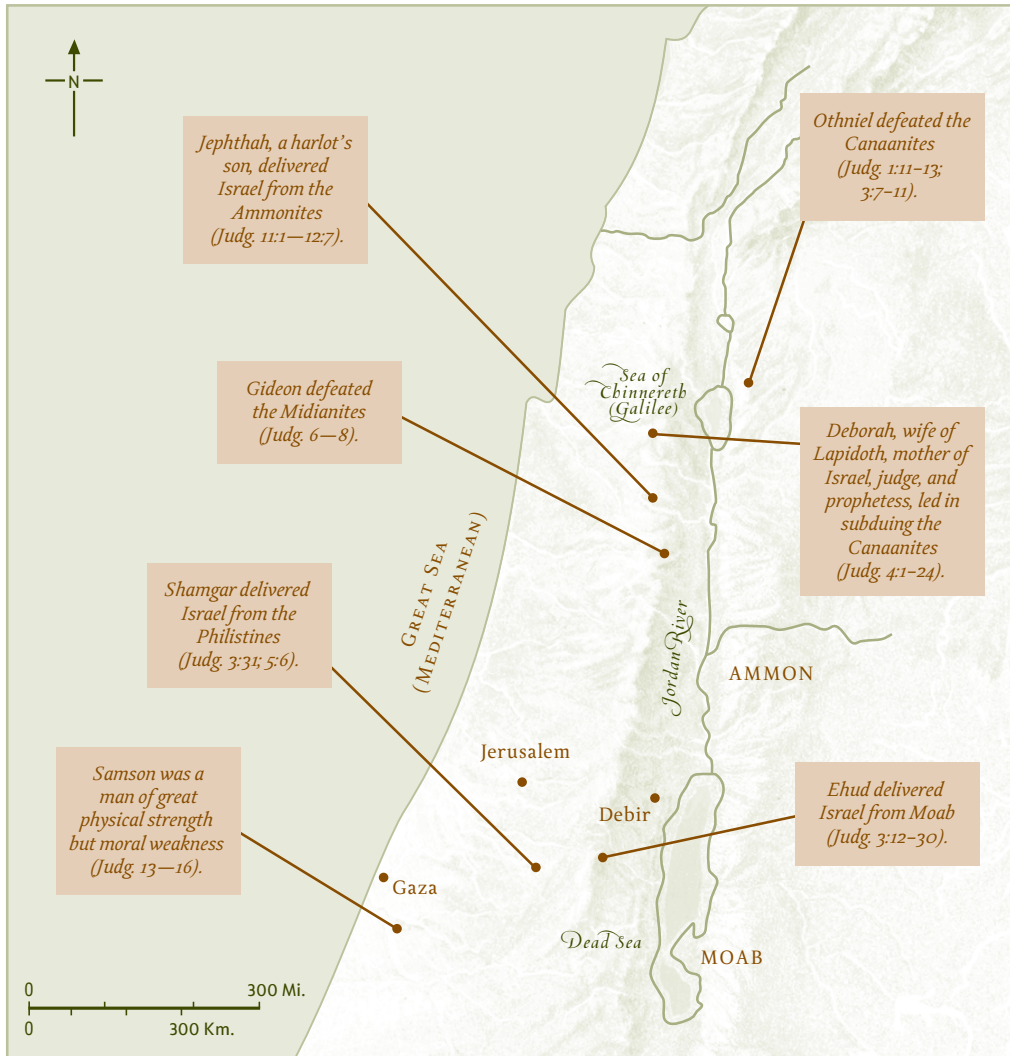 N
Jephthah, a harlot's
son, delivered
Israel from the
Ammonites
(Judg. 11:1—12:7).
Othniel defeated the
Canaanites
(Judg. 1:11–13;
3:7–11).
Gideon defeated
the Midianites
(Judg. 6—8).
Sea of
Chinnereth
(Galilee)
Deborah, wife of
Lapidoth, mother of
Israel, judge, and
prophetess, led in
subduing the
Canaanites
(Judg. 4:1–24).
Great Sea
(Mediterranean)
Shamgar delivered
Israel from the
Philistines
(Judg. 3:31; 5:6).
Jordan River
AMMON
Jerusalem
Samson was a
man of great
physical strength
but moral weakness
(Judg. 13—16).
Debir
Ehud delivered
Israel from Moab
(Judg. 3:12–30).
Gaza
Dead Sea
MOAB
0 300 Mi.
0 300 Km.